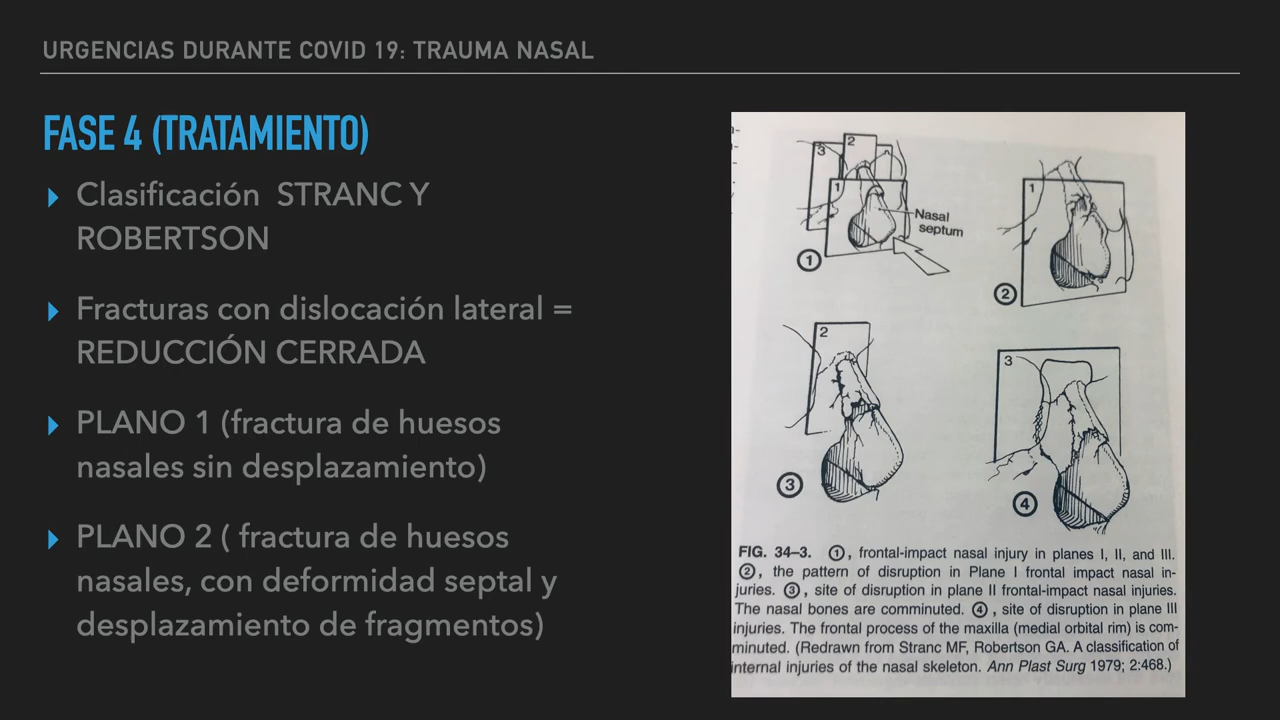 URGENCIAS DURANTE COVID 19: TRAUMA NASAL
FASE 4 (TRATAMIENTO)
Clasificación STRANC Y
ROBERTSON
Fracturas con dislocación lateral =
REDUCCIÓN CERRADA
PLANO 1 (fractura de huesos
nasales sin desplazamiento)
PLANO 2 ( fractura de huesos
nasales, con deformidad septal y
desplazamiento de fragmentos)
3
2
1
Nasal
septum
①
1
②
2
③
3
④
FIG. 34–3. ①, frontal-impact nasal injury in planes I, II, and III.
②, the pattern of disruption in Plane I frontal impact nasal in-
juries. ③, site of disruption in plane II frontal-impact nasal injuries.
The nasal bones are comminuted. ④, site of disruption in plane III
injuries. The frontal process of the maxilla (medial orbital rim) is com-
minuted. (Redrawn from Stranc MF, Robertson GA. A classification of
internal injuries of the nasal skeleton. Ann Plast Surg 1979; 2:468.)